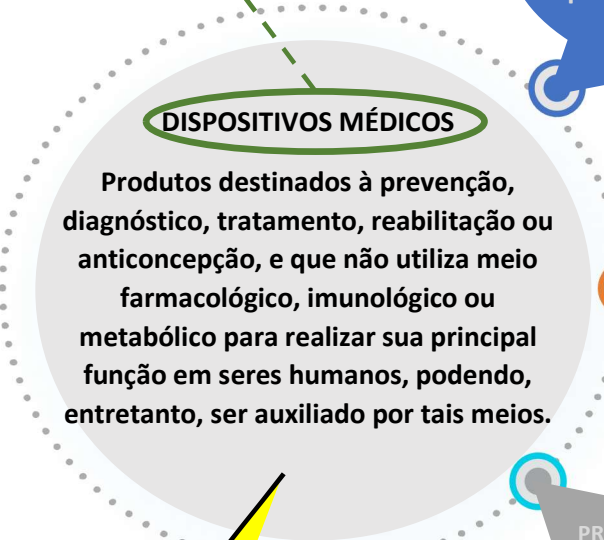 DISPOSITIVOS MÉDICOS
Produtos destinados à prevenção,
diagnóstico, tratamento, reabilitação ou
anticoncepção, e que não utiliza meio
farmacológico, imunológico ou
metabólico para realizar sua principal
função em seres humanos, podendo,
entretanto, ser auxiliado por tais meios.
PR